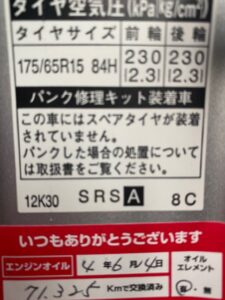 タイヤ空気圧(kPa(kg/cm²)
タイヤサイズ 前輪 後輪
175/65R15 84H 230(2.3) 230(2.3)
パンク修理キット装着車
この車にはスペアタイヤが装着
されていません。
パンクした場合の処置について
は取扱書をご覧ください。
12K30 SRS A 8C
いつもありがとうございます
エンジンオイル 4年6月14日 オイルエレメント
71,325 Kmで交換済み 有・無